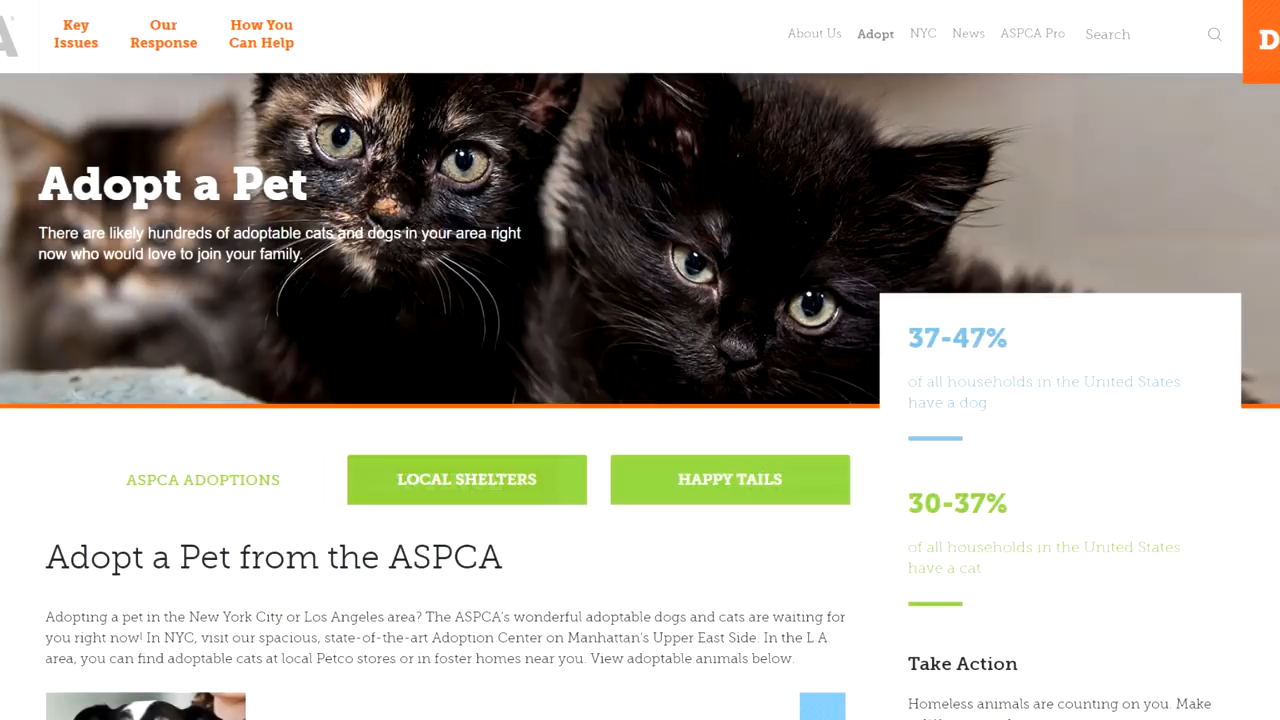 Key
Issues
Our
Response
How You
Can Help
About Us
Adopt
NYC
News
ASPCA Pro
Search
Adopt a Pet
There are likely hundreds of adoptable cats and dogs in your area right
now who would love to join your family.
37-47%
of all households in the United States
have a dog
30-37%
of all households in the United States
have a cat
ASPCA ADOPTIONS
LOCAL SHELTERS
HAPPY TAILS
Adopt a Pet from the ASPCA
Adopting a pet in the New York City or Los Angeles area? The ASPCA's wonderful adoptable dogs and cats are waiting for
you right now! In NYC, visit our spacious, state-of-the-art Adoption Center on Manhattan's Upper East Side. In the L.A.
area, you can find adoptable cats at local Petco stores or in foster homes near you. View adoptable animals below.
Take Action
Homeless animals are counting on you. Make